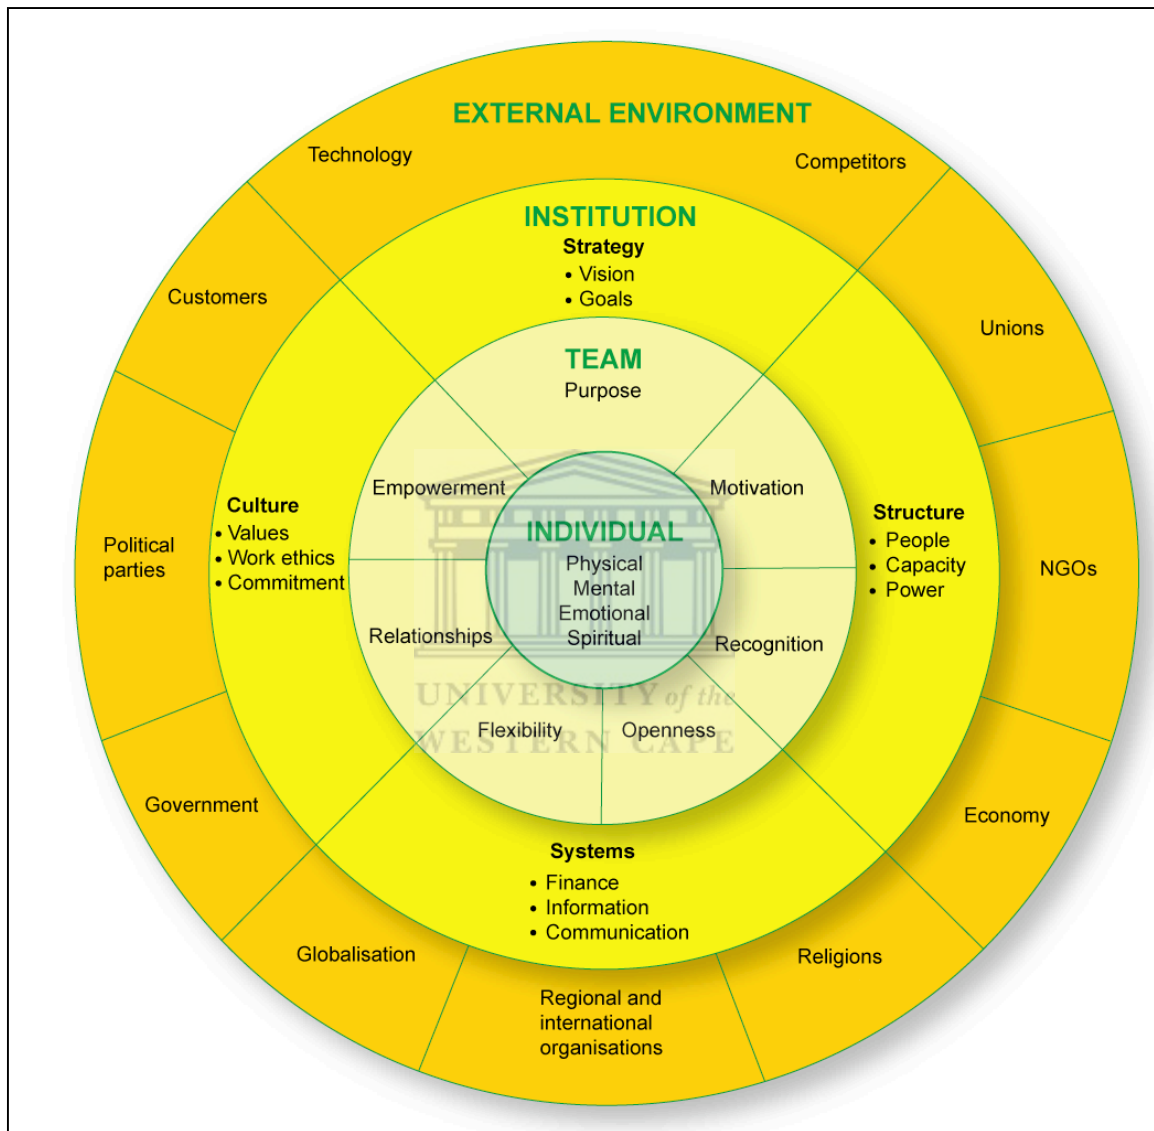 EXTERNAL ENVIRONMENT
Technology
Competitors
INSTITUTION
Strategy
• Vision
• Goals
Customers
Unions
TEAM
Purpose
Empowerment
Motivation
Culture
• Values
• Work ethics
• Commitment
INDIVIDUAL
Physical
Mental
Emotional
Spiritual
Structure
• People
• Capacity
• Power
Political
parties
NGOs
Relationships
Recognition
UNIVERSITY of the
WESTERN CAPE
Flexibility
Openness
Government
Economy
Systems
• Finance
• Information
• Communication
Globalisation
Religions
Regional and
international
organisations